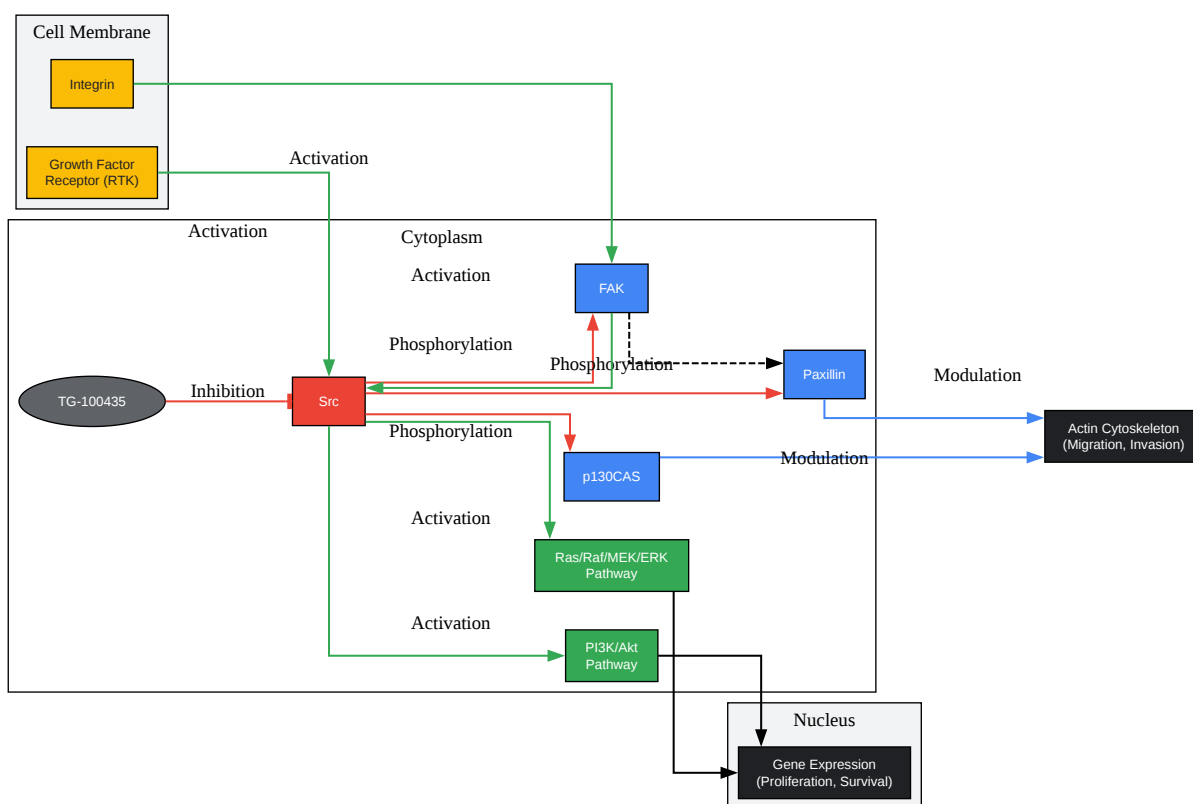 Cell Membrane
Integrin
Growth Factor
Receptor (RTK)
Activation
Activation
Cytoplasm
Activation
FAK
Phosphorylation
Phosphorylation
Paxillin
Modulation
TG-100435
Inhibition
Src
Actin Cytoskeleton
(Migration, Invasion)
Phosphorylation
Modulation
p130CAS
Activation
Ras/Raf/MEK/ERK
Pathway
Activation
PI3K/Akt
Pathway
Nucleus
Gene Expression
(Proliferation, Survival)